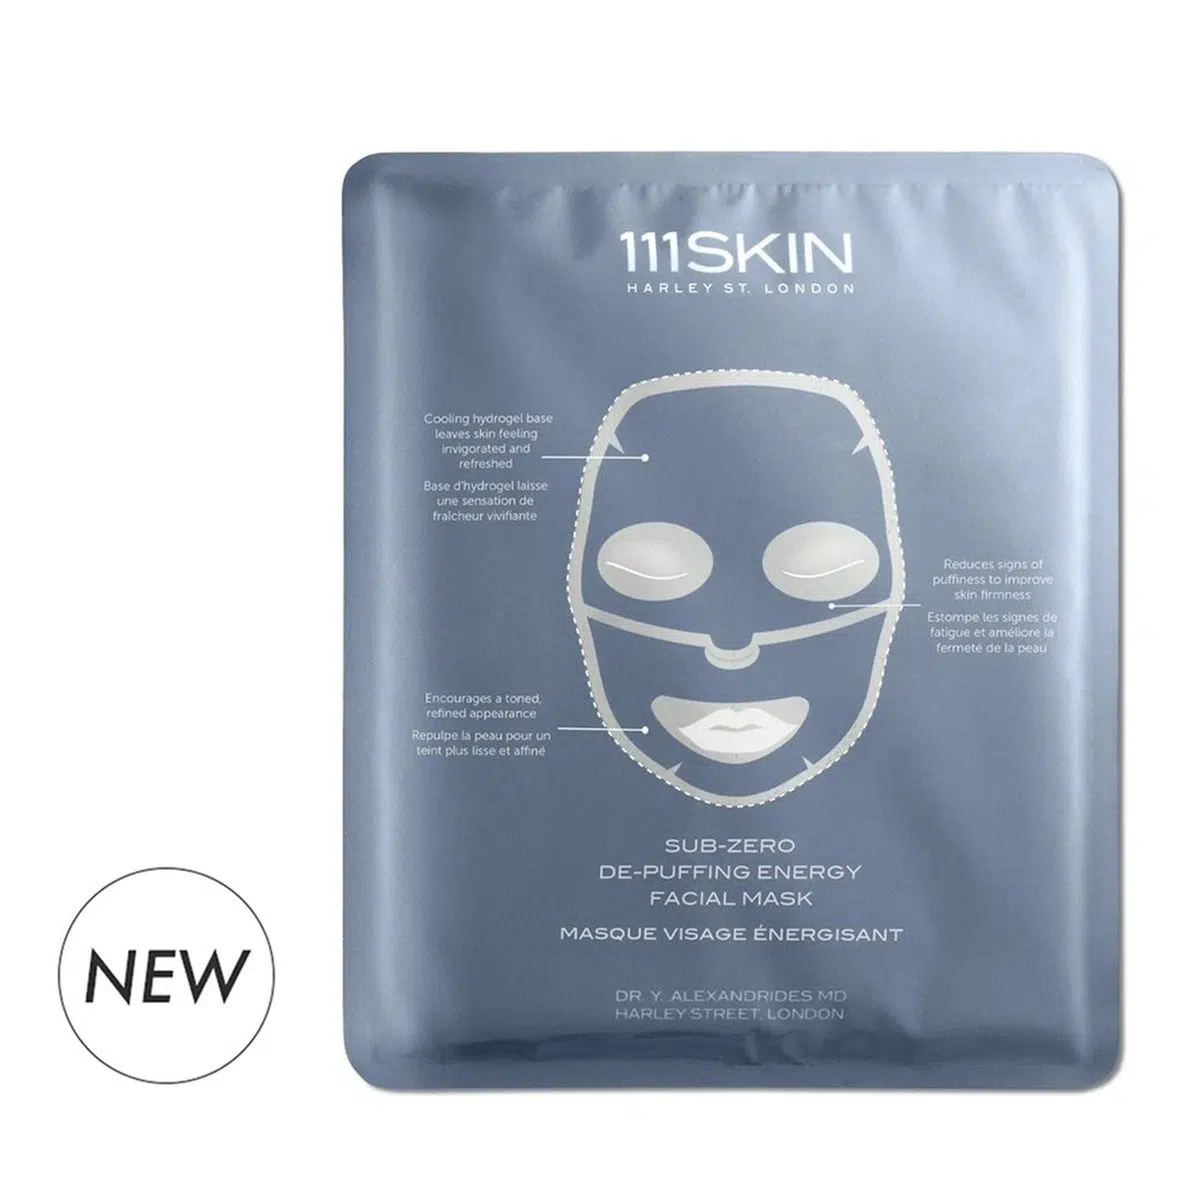 111SKIN
HARLEY ST. LONDON
Cooling hydrogel base
leaves skin feeling
invigorated and
refreshed
Base d'hydrogel laisse
une sensation de
fraîcheur vivifiante
Reduces signs of
puffiness to improve
skin firmness
Estompe les signes de
fatigue et améliore la
fermeté de la peau
Encourages a toned,
refined appearance
Repulpe la peau pour un
teint plus lisse et affiné
SUB-ZERO
DE-PUFFING ENERGY
FACIAL MASK
MASQUE VISAGE ÉNERGISANT
DR. Y. ALEXANDRIDES MD
HARLEY STREET, LONDON
NEW